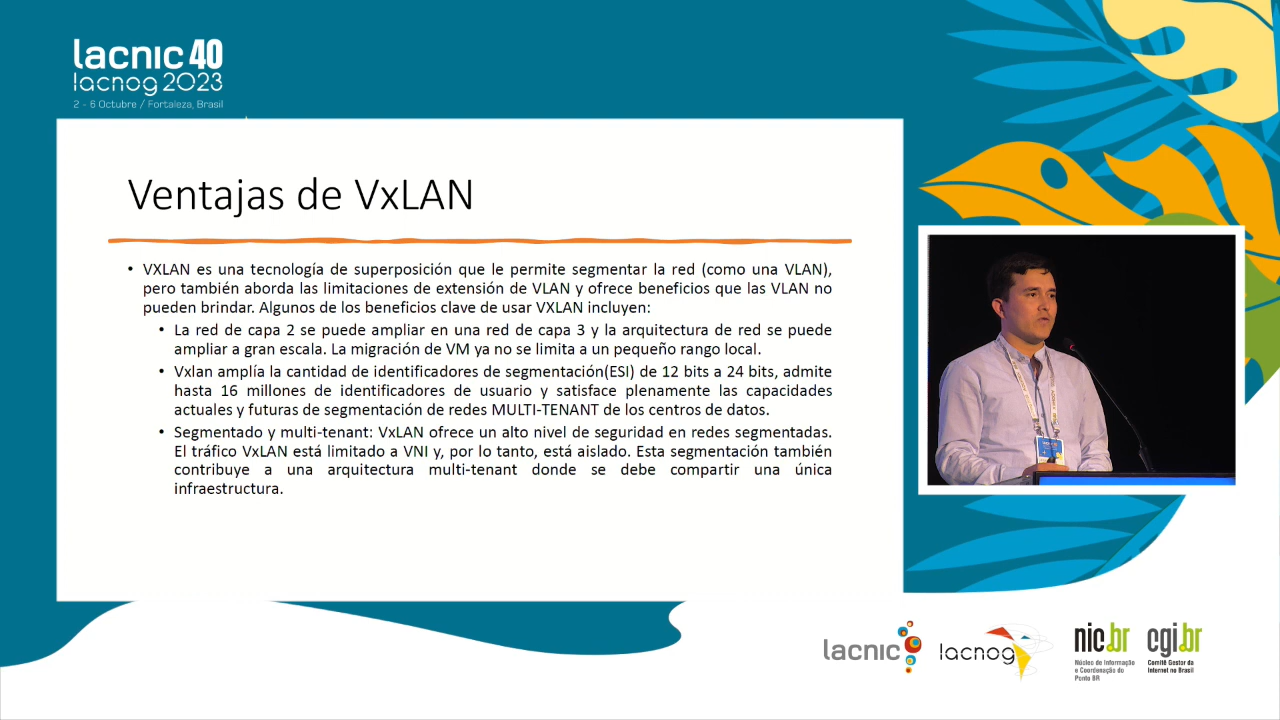 lacnic 40
lacnog 2023
2 - 6 Octubre / Fortaleza, Brasil
Ventajas de VxLAN
• VXLAN es una tecnología de superposición que le permite segmentar la red (como una VLAN),
pero también aborda las limitaciones de extensión de VLAN y ofrece beneficios que las VLAN no
pueden brindar. Algunos de los beneficios clave de usar VXLAN incluyen:
• La red de capa 2 se puede ampliar en una red de capa 3 y la arquitectura de red se puede
ampliar a gran escala. La migración de VM ya no se limita a un pequeño rango local.
• Vxlan amplía la cantidad de identificadores de segmentación(ESI) de 12 bits a 24 bits, admite
hasta 16 millones de identificadores de usuario y satisface plenamente las capacidades
actuales y futuras de segmentación de redes MULTI-TENANT de los centros de datos.
• Segmentado y multi-tenant: VxLAN ofrece un alto nivel de seguridad en redes segmentadas.
El tráfico VxLAN está limitado a VNI y, por lo tanto, está aislado. Esta segmentación también
contribuye a una arquitectura multi-tenant donde se debe compartir una única
infraestructura.
lacnic
lacnog
nic.br
Núcleo de Informação
e Coordenação do
Ponto BR
cgi.br
Comitê Gestor da
Internet no Brasil